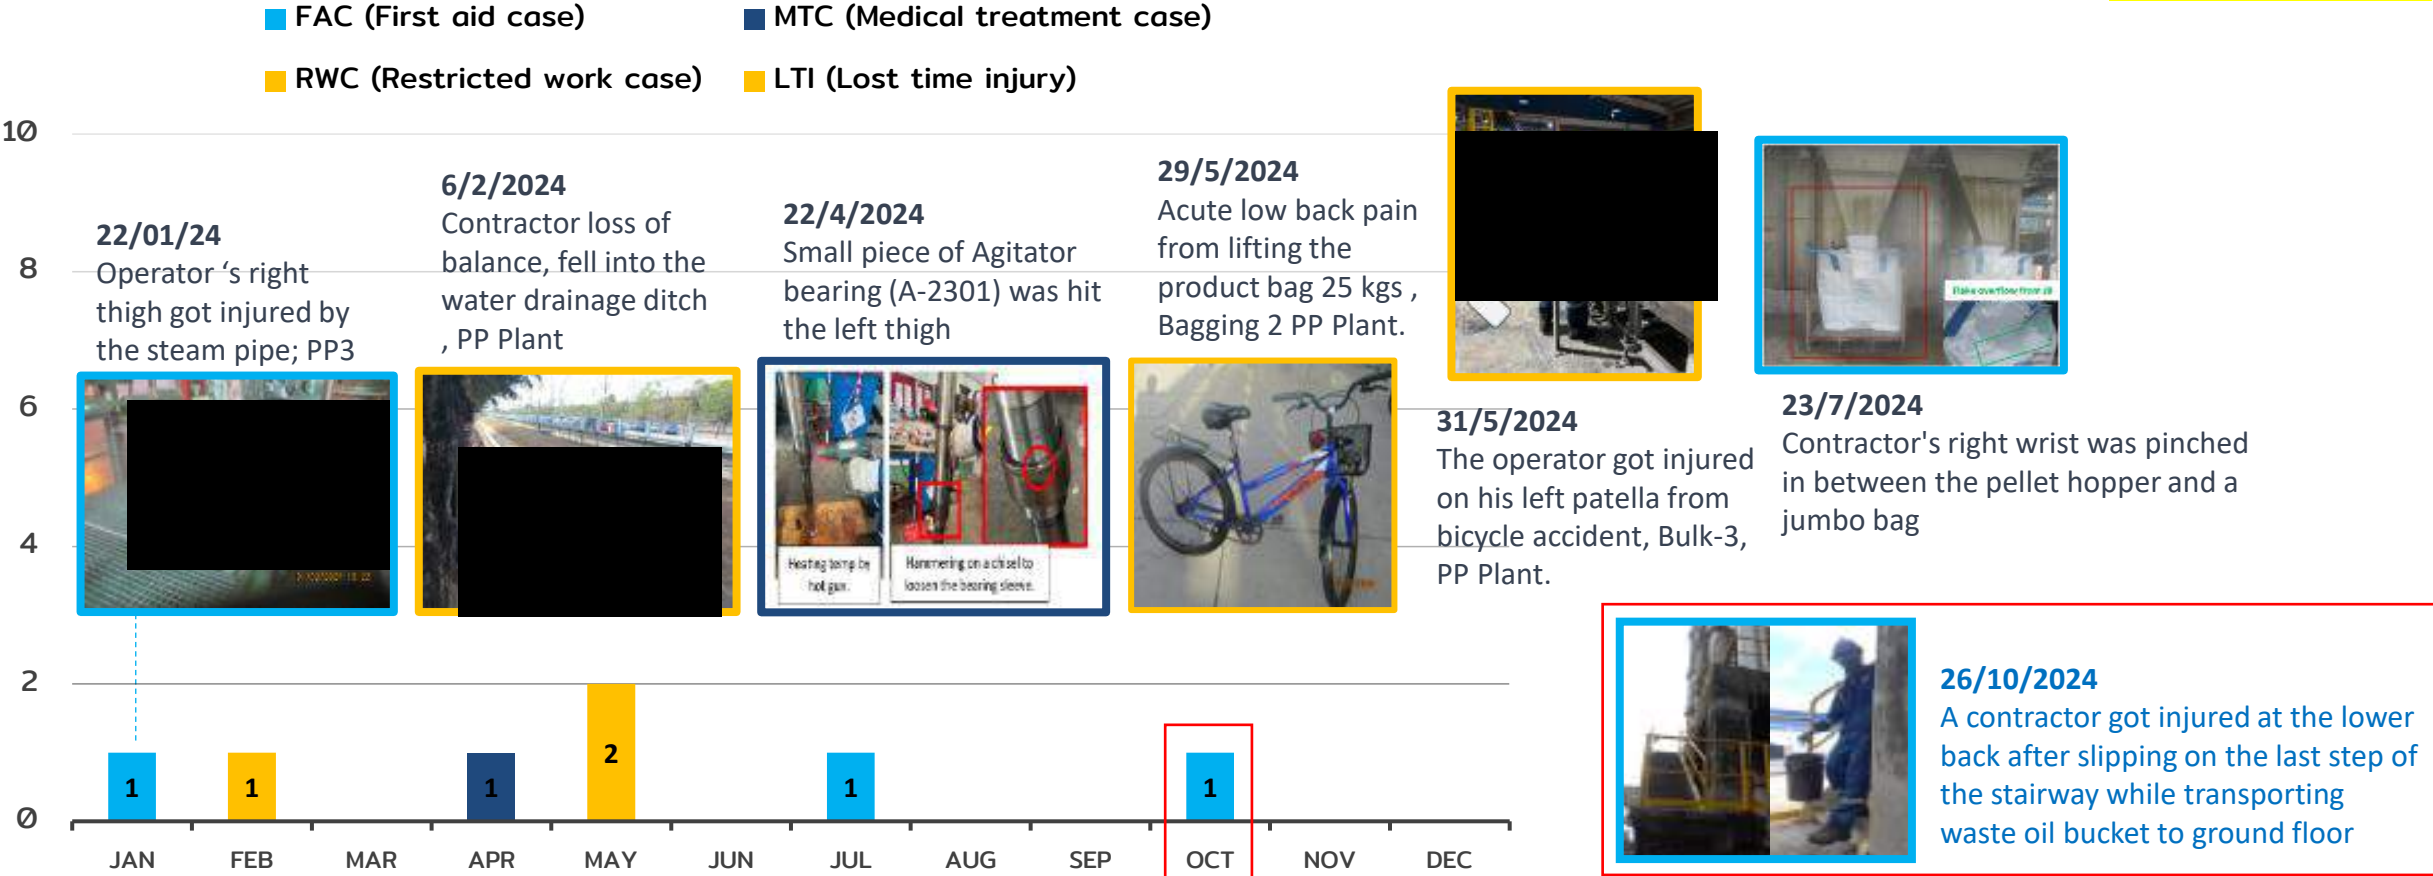 FAC (First aid case)
MTC (Medical treatment case)
RWC (Restricted work case)
LTI (Lost time injury)
10
8
6
4
2
0
22/01/24
Operator ‘s right
thigh got injured by
the steam pipe; PP3
6/2/2024
Contractor loss of
balance, fell into the
water drainage ditch
, PP Plant
22/4/2024
Small piece of Agitator
bearing (A-2301) was hit
the left thigh
Heating temp by
hot gun.
Hammering on a chisel to
loosen the bearing sleeve.
29/5/2024
Acute low back pain
from lifting the
product bag 25 kgs ,
Bagging 2 PP Plant.
31/5/2024
The operator got injured
on his left patella from
bicycle accident, Bulk-3,
PP Plant.
Flake overflow from
23/7/2024
Contractor's right wrist was pinched
in between the pellet hopper and a
jumbo bag
26/10/2024
A contractor got injured at the lower
back after slipping on the last step of
the stairway while transporting
waste oil bucket to ground floor
1
1
1
2
1
1
JAN
FEB
MAR
APR
MAY
JUN
JUL
AUG
SEP
OCT
NOV
DEC